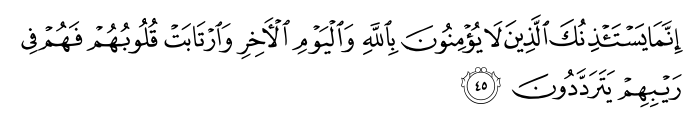 إِنَّمَا يَسْتَـْٔذِنُكَ ٱلَّذِينَ لَا يُؤْمِنُونَ بِٱللَّهِ وَٱلْيَوْمِ ٱلْـَٔاخِرِ وَٱرْتَابَتْ قُلُوبُهُمْ فَهُمْ فِى
رَيْبِهِمْ يَتَرَدَّدُونَ ٤٥